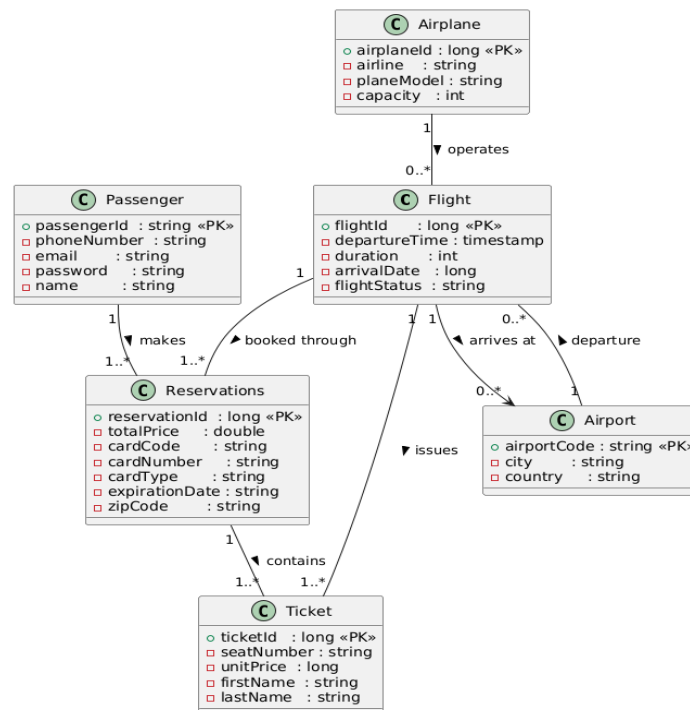 C Airplane
airplaneId : long «PK»
airline : string
planeModel : string
capacity : int
1
operates
0..*
C Passenger
passengerId : string «PK»
phoneNumber : string
email : string
password : string
name : string
C Flight
flightId : long «PK»
departureTime : timestamp
duration : int
arrivalDate : long
flightStatus : string
1
makes
1..*
1
booked through
1..*
1
issues
1..*
1
arrives at
0..*
0..*
departure
1
C Reservations
reservationId : long «PK»
totalPrice : double
cardCode : string
cardNumber : string
cardType : string
expirationDate : string
zipCode : string
C Airport
airportCode : string «PK»
city : string
country : string
1
contains
1..*
C Ticket
ticketId : long «PK»
seatNumber : string
unitPrice : long
firstName : string
lastName : string